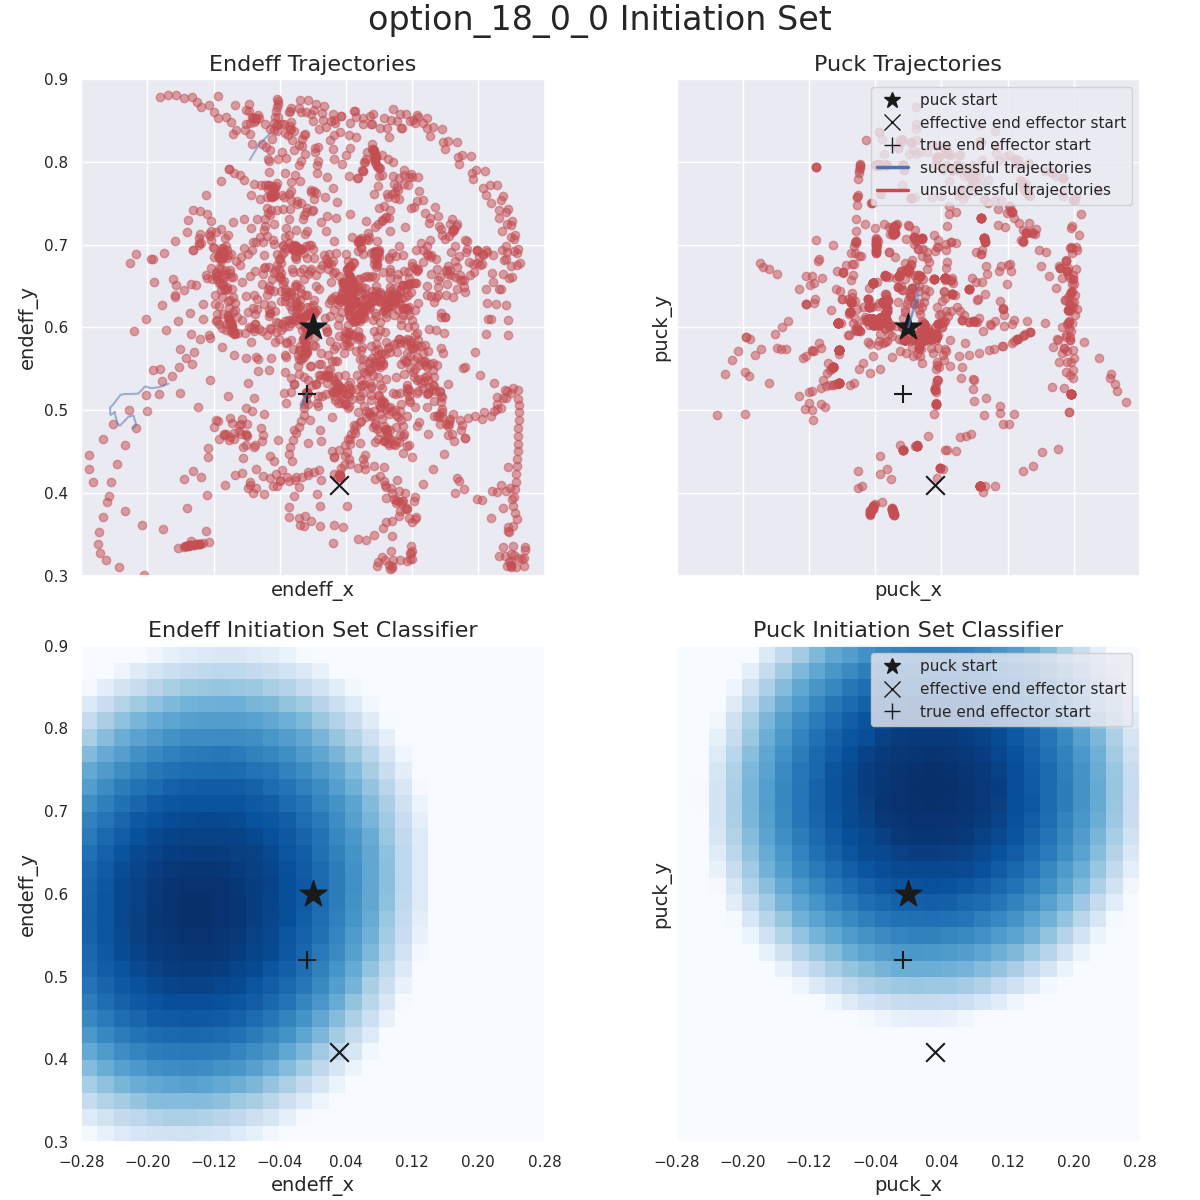 option_18_0_0 Initiation Set
Endeff Trajectories
Puck Trajectories
0.9
0.8
0.7
0.6
0.5
0.4
0.3
endeff_y
endeff_x
puck_y
puck_x
puck start
effective end effector start
true end effector start
successful trajectories
unsuccessful trajectories
Endeff Initiation Set Classifier
Puck Initiation Set Classifier
0.9
0.8
0.7
0.6
0.5
0.4
0.3
endeff_y
−0.28 −0.20 −0.12 −0.04 0.04 0.12 0.20 0.28
endeff_x
puck_y
puck start
effective end effector start
true end effector start
−0.28 −0.20 −0.12 −0.04 0.04 0.12 0.20 0.28
puck_x